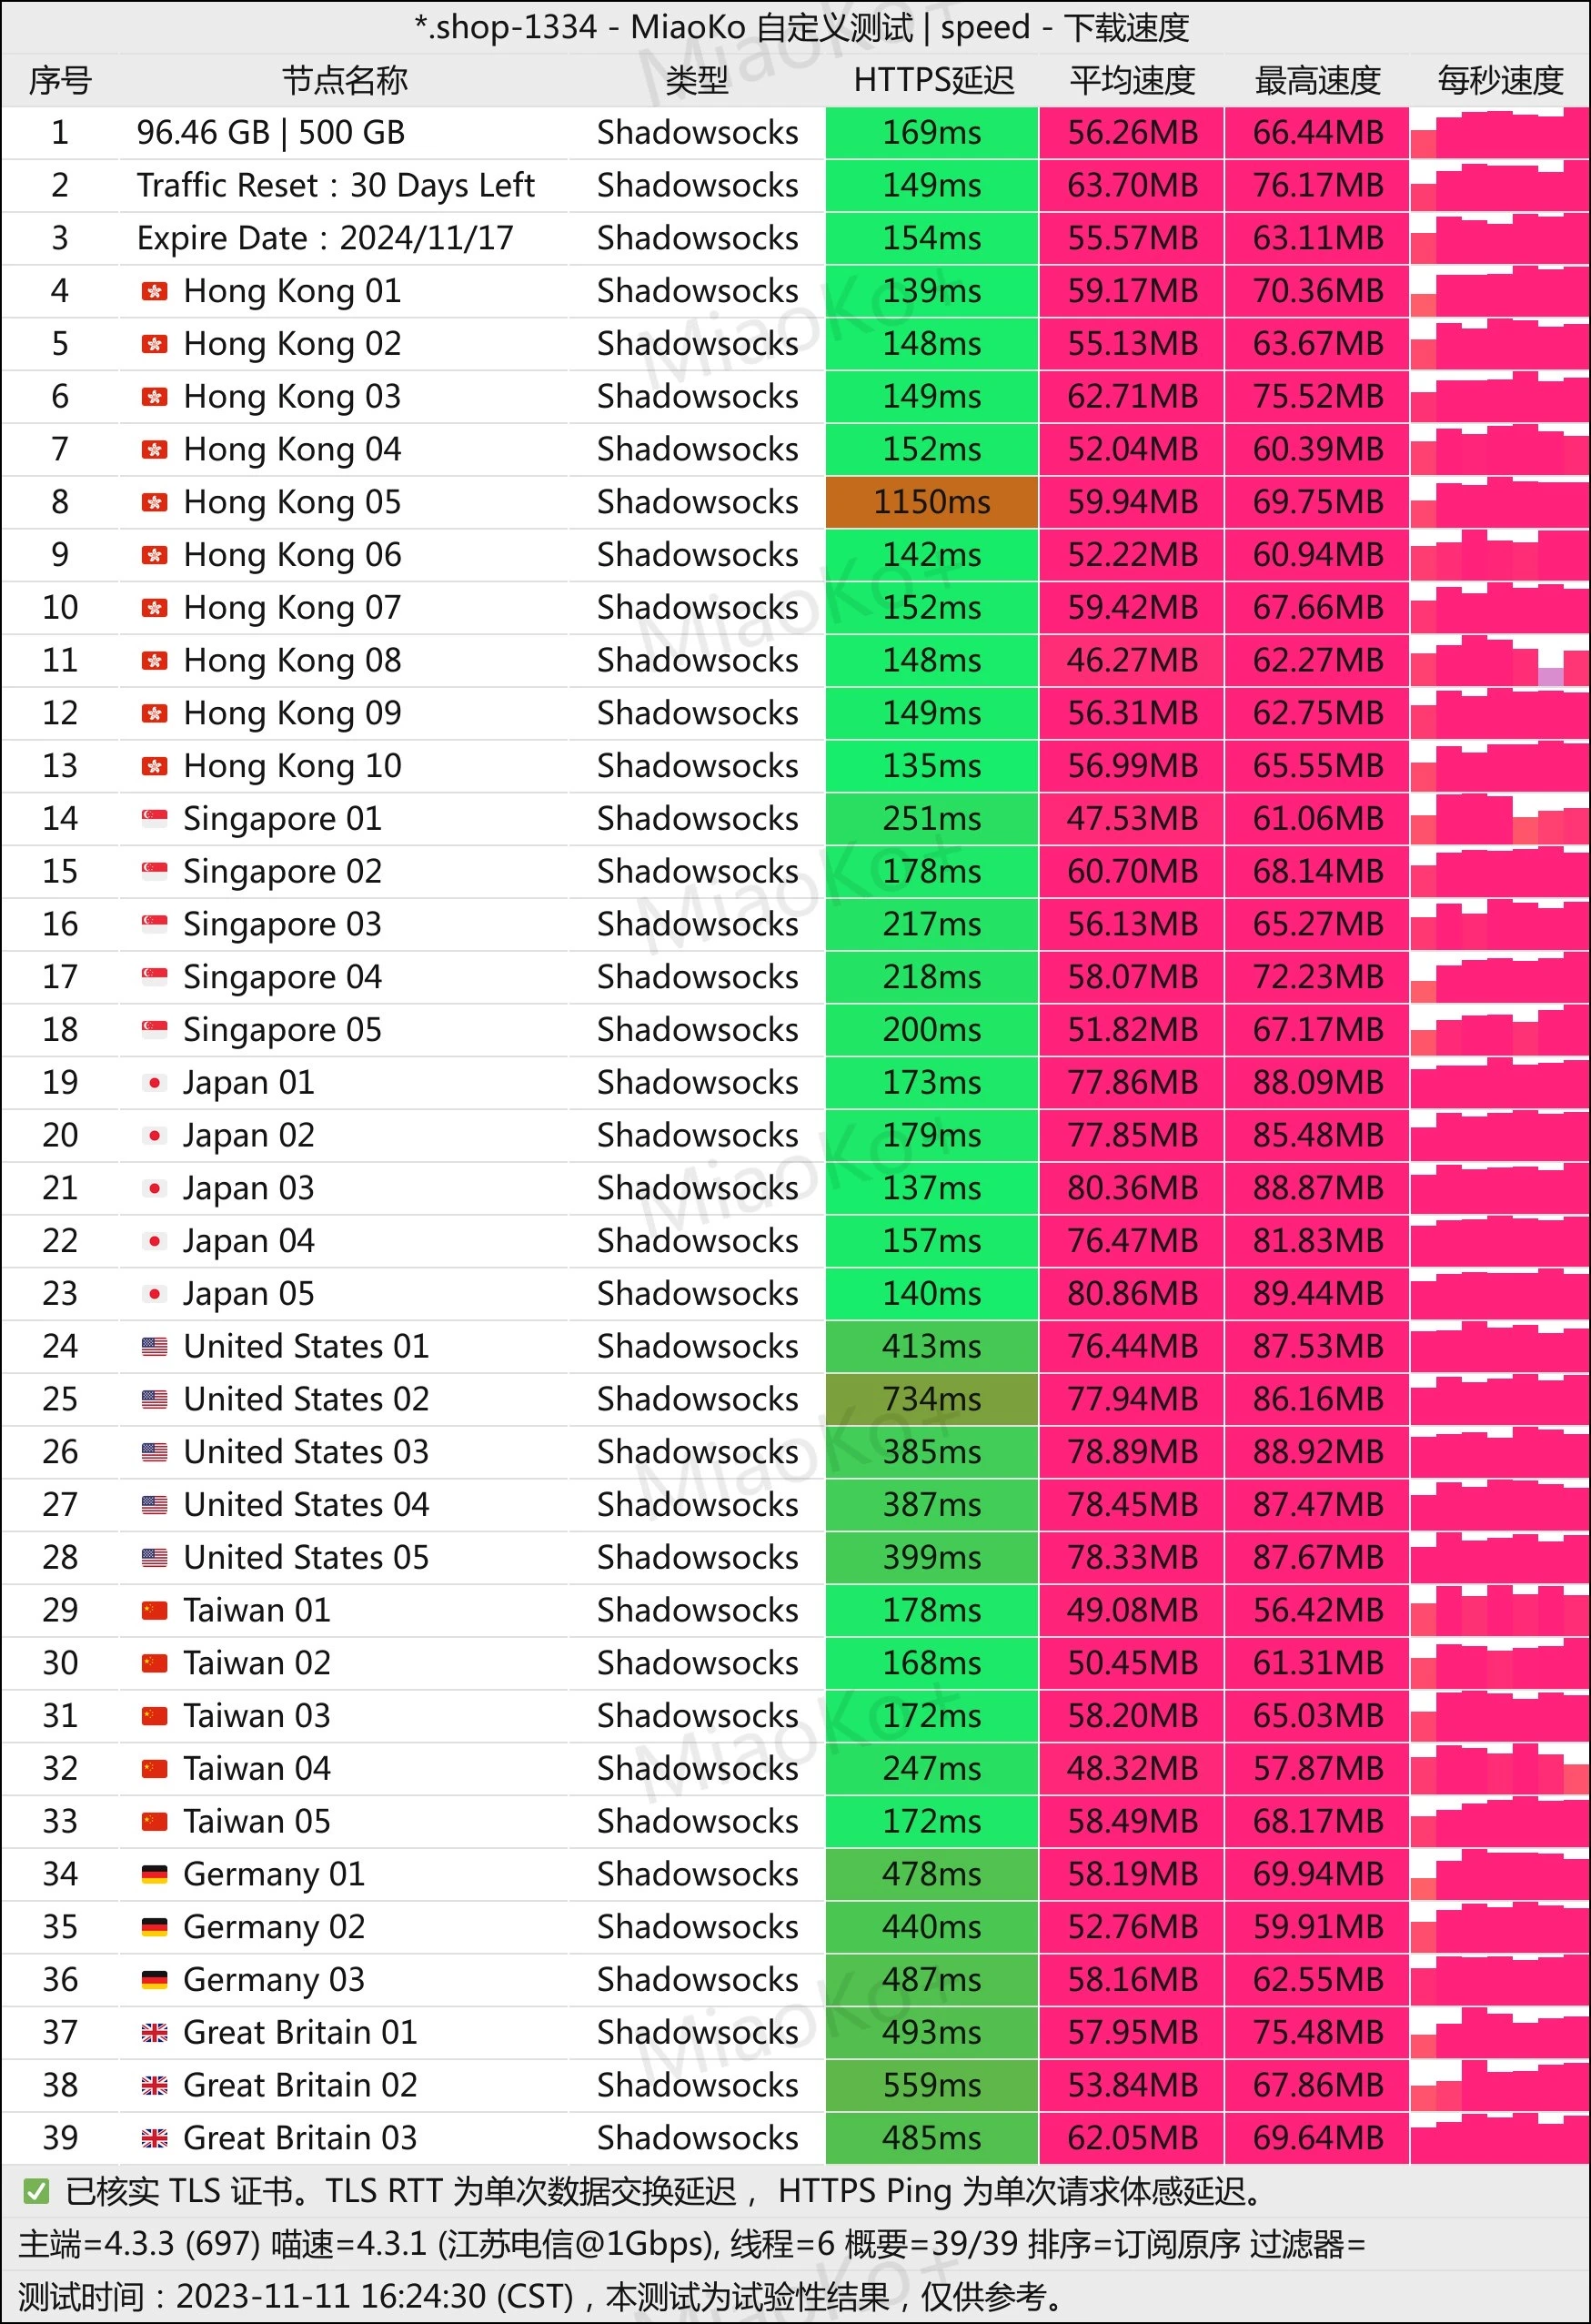 *.shop-1334 - MiaoKo 自定义测试 | speed - 下载速度
序号 节点名称 类型 HTTPS延迟 平均速度 最高速度 每秒速度
1 96.46 GB | 500 GB Shadowsocks 169ms 56.26MB 66.44MB
2 Traffic Reset：30 Days Left Shadowsocks 149ms 63.70MB 76.17MB
3 Expire Date：2024/11/17 Shadowsocks 154ms 55.57MB 63.11MB
4 Hong Kong 01 Shadowsocks 139ms 59.17MB 70.36MB
5 Hong Kong 02 Shadowsocks 148ms 55.13MB 63.67MB
6 Hong Kong 03 Shadowsocks 149ms 62.71MB 75.52MB
7 Hong Kong 04 Shadowsocks 152ms 52.04MB 60.39MB
8 Hong Kong 05 Shadowsocks 1150ms 59.94MB 69.75MB
9 Hong Kong 06 Shadowsocks 142ms 52.22MB 60.94MB
10 Hong Kong 07 Shadowsocks 152ms 59.42MB 67.66MB
11 Hong Kong 08 Shadowsocks 148ms 46.27MB 62.27MB
12 Hong Kong 09 Shadowsocks 149ms 56.31MB 62.75MB
13 Hong Kong 10 Shadowsocks 135ms 56.99MB 65.55MB
14 Singapore 01 Shadowsocks 251ms 47.53MB 61.06MB
15 Singapore 02 Shadowsocks 178ms 60.70MB 68.14MB
16 Singapore 03 Shadowsocks 217ms 56.13MB 65.27MB
17 Singapore 04 Shadowsocks 218ms 58.07MB 72.23MB
18 Singapore 05 Shadowsocks 200ms 51.82MB 67.17MB
19 Japan 01 Shadowsocks 173ms 77.86MB 88.09MB
20 Japan 02 Shadowsocks 179ms 77.85MB 85.48MB
21 Japan 03 Shadowsocks 137ms 80.36MB 88.87MB
22 Japan 04 Shadowsocks 157ms 76.47MB 81.83MB
23 Japan 05 Shadowsocks 140ms 80.86MB 89.44MB
24 United States 01 Shadowsocks 413ms 76.44MB 87.53MB
25 United States 02 Shadowsocks 734ms 77.94MB 86.16MB
26 United States 03 Shadowsocks 385ms 78.89MB 88.92MB
27 United States 04 Shadowsocks 387ms 78.45MB 87.47MB
28 United States 05 Shadowsocks 399ms 78.33MB 87.67MB
29 Taiwan 01 Shadowsocks 178ms 49.08MB 56.42MB
30 Taiwan 02 Shadowsocks 168ms 50.45MB 61.31MB
31 Taiwan 03 Shadowsocks 172ms 58.20MB 65.03MB
32 Taiwan 04 Shadowsocks 247ms 48.32MB 57.87MB
33 Taiwan 05 Shadowsocks 172ms 58.49MB 68.17MB
34 Germany 01 Shadowsocks 478ms 58.19MB 69.94MB
35 Germany 02 Shadowsocks 440ms 52.76MB 59.91MB
36 Germany 03 Shadowsocks 487ms 58.16MB 62.55MB
37 Great Britain 01 Shadowsocks 493ms 57.95MB 75.48MB
38 Great Britain 02 Shadowsocks 559ms 53.84MB 67.86MB
39 Great Britain 03 Shadowsocks 485ms 62.05MB 69.64MB
✅ 已核实 TLS 证书。TLS RTT 为单次数据交换延迟， HTTPS Ping 为单次请求体感延迟。
主端=4.3.3 (697) 喵速=4.3.1 (江苏电信@1Gbps), 线程=6 概要=39/39 排序=订阅原序 过滤器=
测试时间：2023-11-11 16:24:30 (CST)，本测试为试验性结果，仅供参考。
MiaoKo+